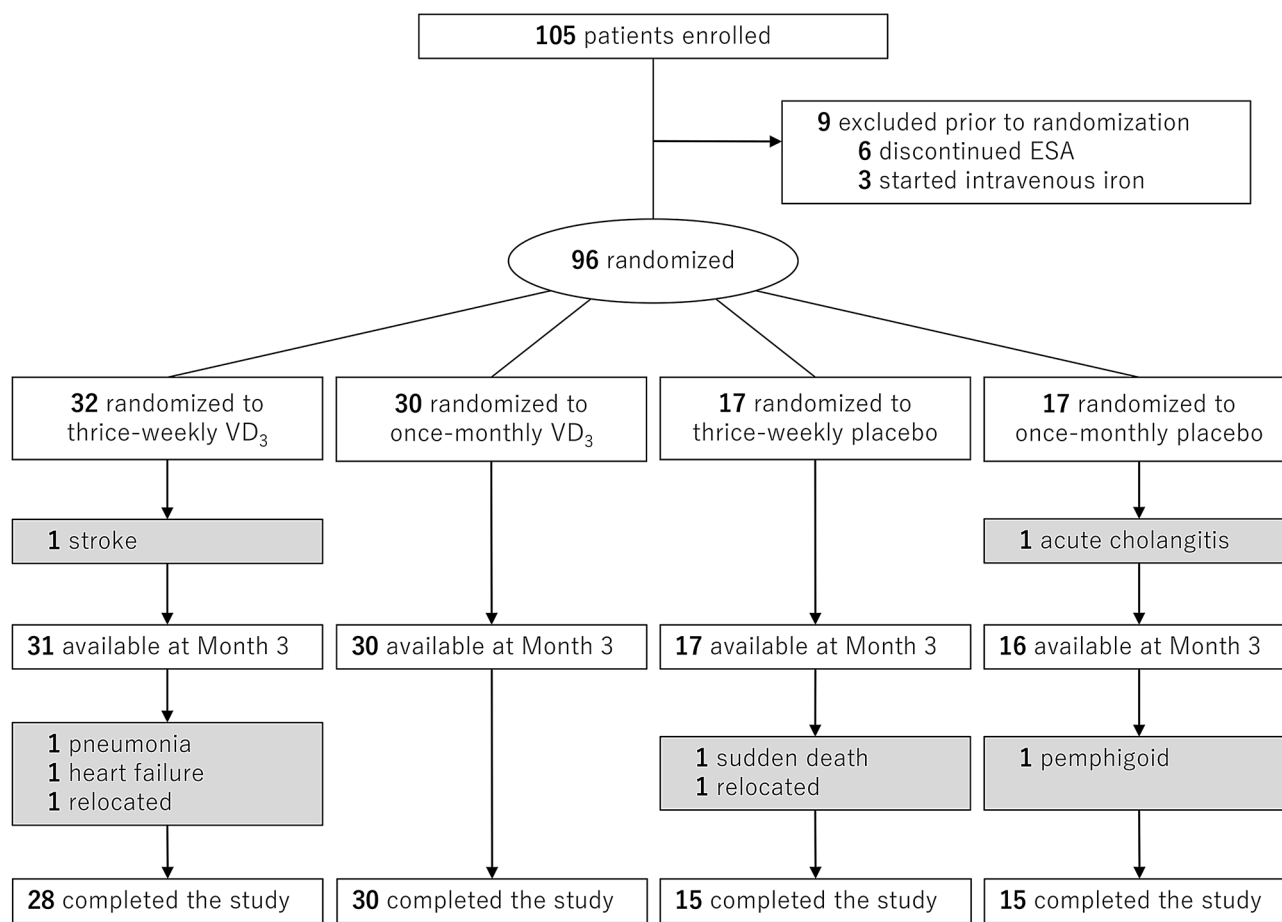 105 patients enrolled
9 excluded prior to randomization
6 discontinued ESA
3 started intravenous iron
96 randomized
32 randomized to
thrice-weekly VD₃
30 randomized to
once-monthly VD₃
17 randomized to
thrice-weekly placebo
17 randomized to
once-monthly placebo
1 stroke
1 acute cholangitis
31 available at Month 3
30 available at Month 3
17 available at Month 3
16 available at Month 3
1 pneumonia
1 heart failure
1 relocated
1 sudden death
1 relocated
1 pemphigoid
28 completed the study
30 completed the study
15 completed the study
15 completed the study